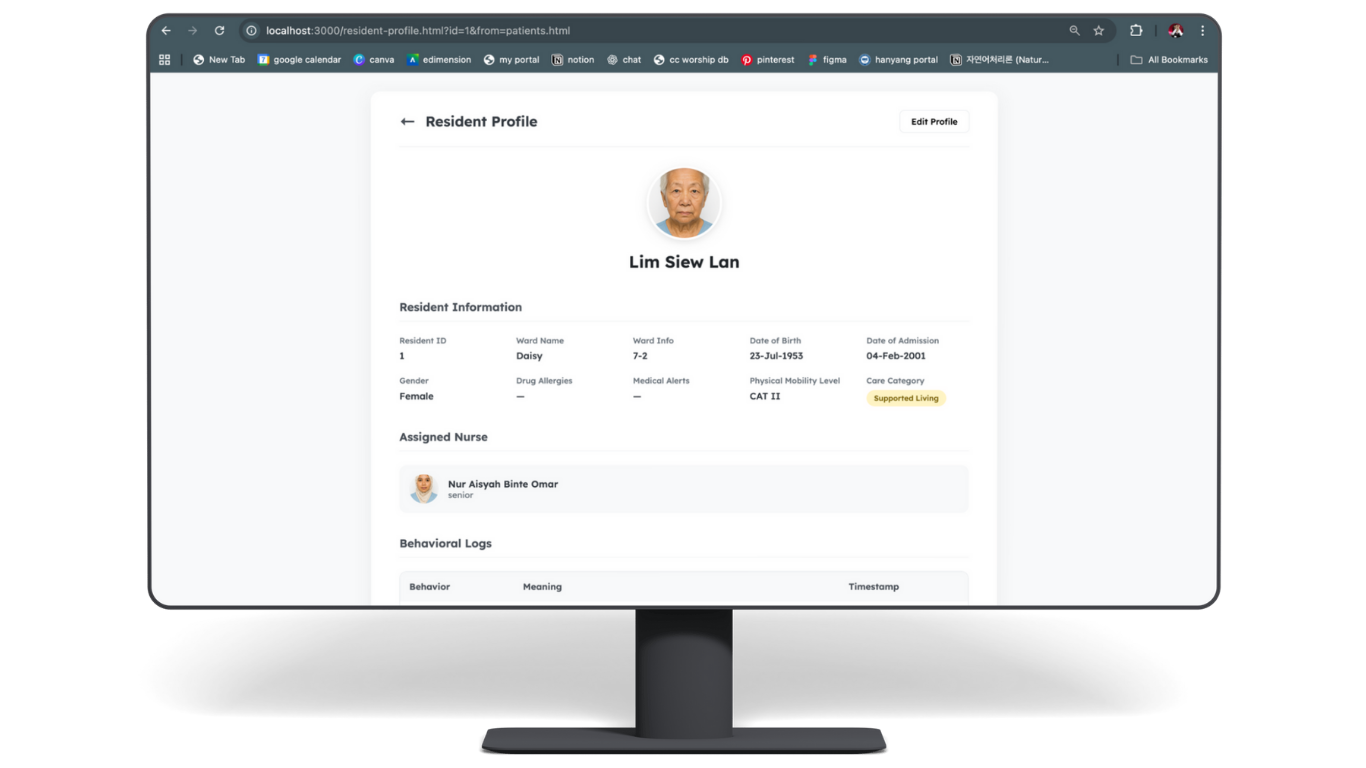 localhost:3000/resident-profile.html?id=1&from=patients.html
New Tab google calendar canva edimension my portal notion chat cc worship db pinterest figma hanyang portal 자연어처리론 (Natur... All Bookmarks
← Resident Profile Edit Profile
Lim Siew Lan
Resident Information
Resident ID Ward Name Ward Info Date of Birth Date of Admission
1 Daisy 7-2 23-Jul-1953 04-Feb-2001
Gender Drug Allergies Medical Alerts Physical Mobility Level Care Category
Female — — CAT II Supported Living
Assigned Nurse
Nur Aisyah Binte Omar
senior
Behavioral Logs
Behavior Meaning Timestamp